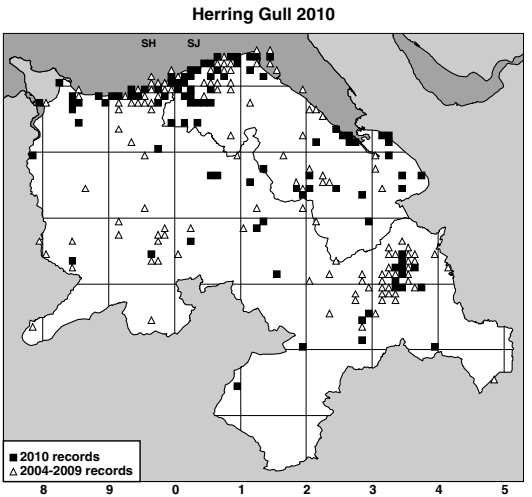 Herring Gull 2010
SH SJ
2010 records
2004-2009 records
8 9 0 1 2 3 4 5